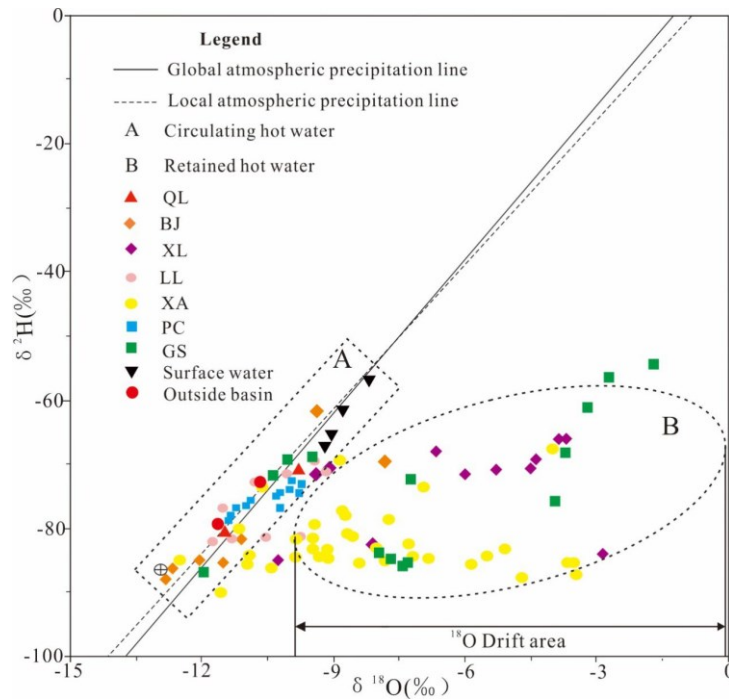 0
Legend
Global atmospheric precipitation line
Local atmospheric precipitation line
A Circulating hot water
B Retained hot water
QL
BJ
XL
LL
XA
PC
GS
Surface water
Outside basin
-20
-40
-60
-80
-100
δ ²H(‰)
A
B
¹⁸O Drift area
-15
-12
-9
-6
-3
0
δ ¹⁸O(‰)